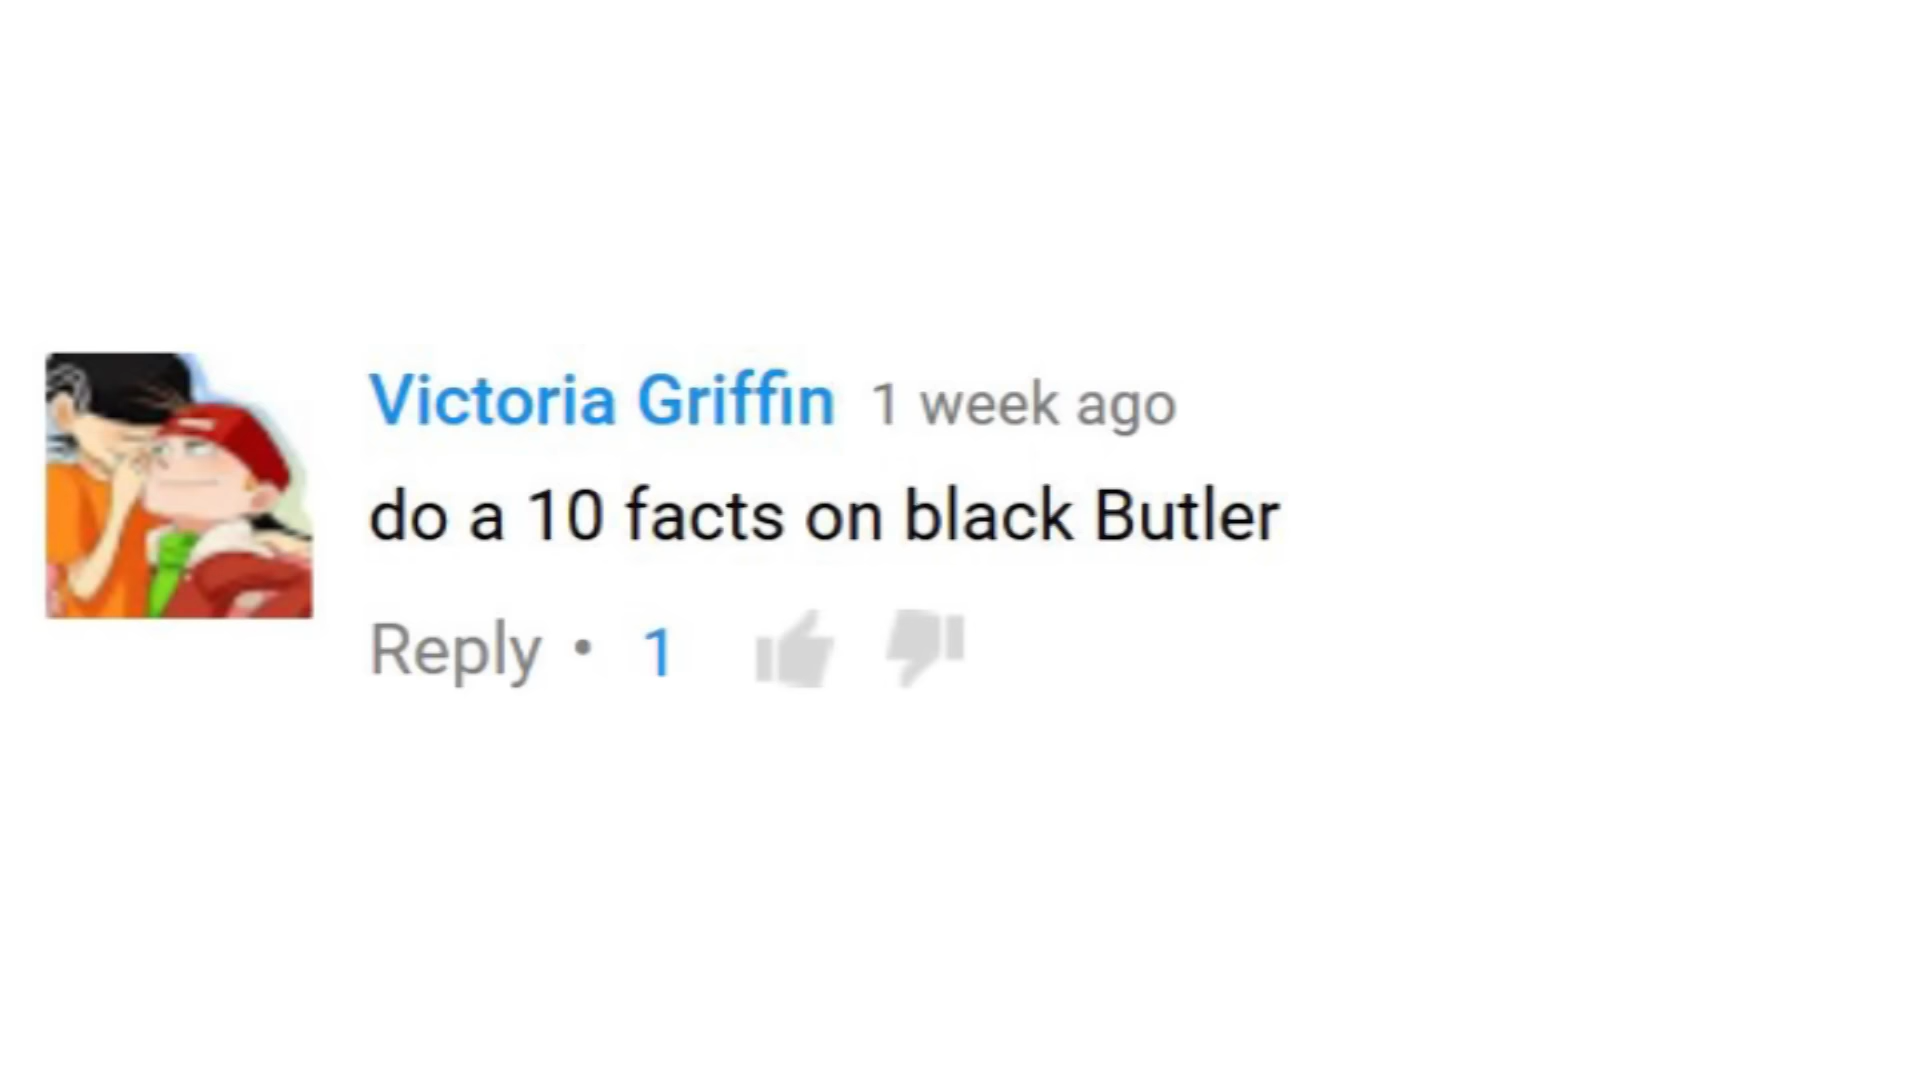 Victoria Griffin 1 week ago
do a 10 facts on black Butler
Reply • 1